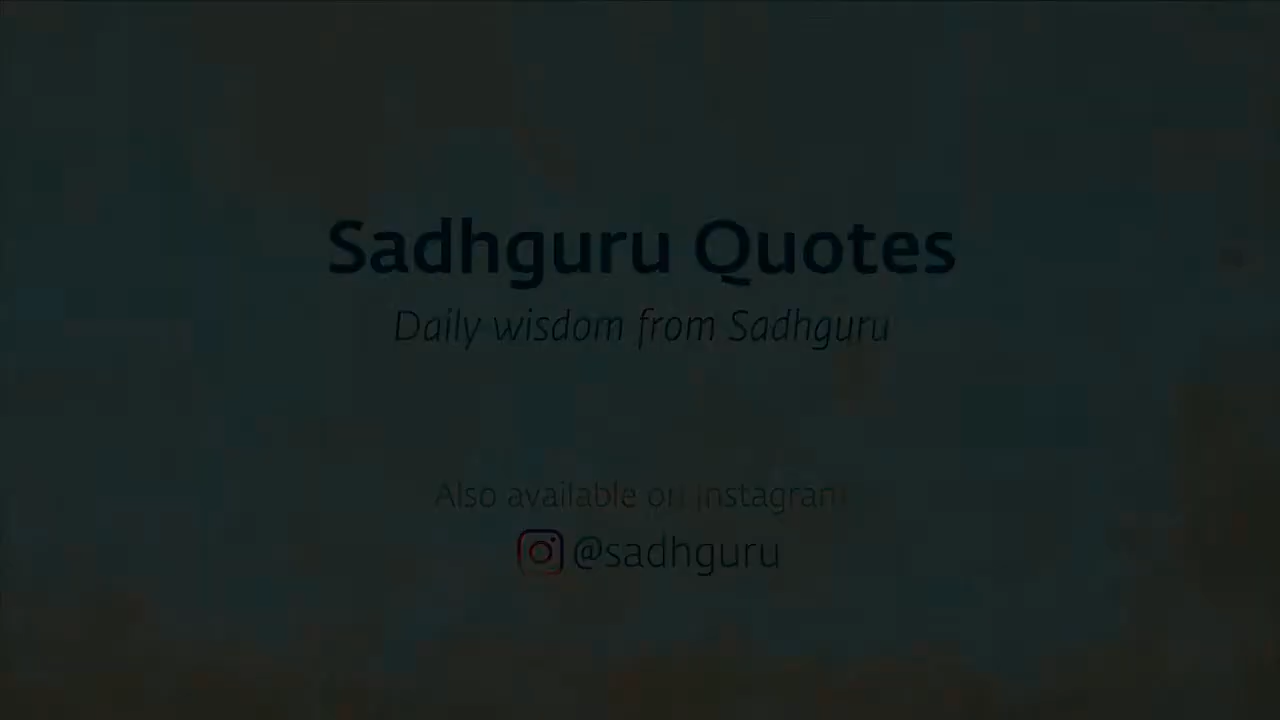 Sadhguru Quotes
Daily wisdom from Sadhguru
Also available on Instagram
@sadhguru